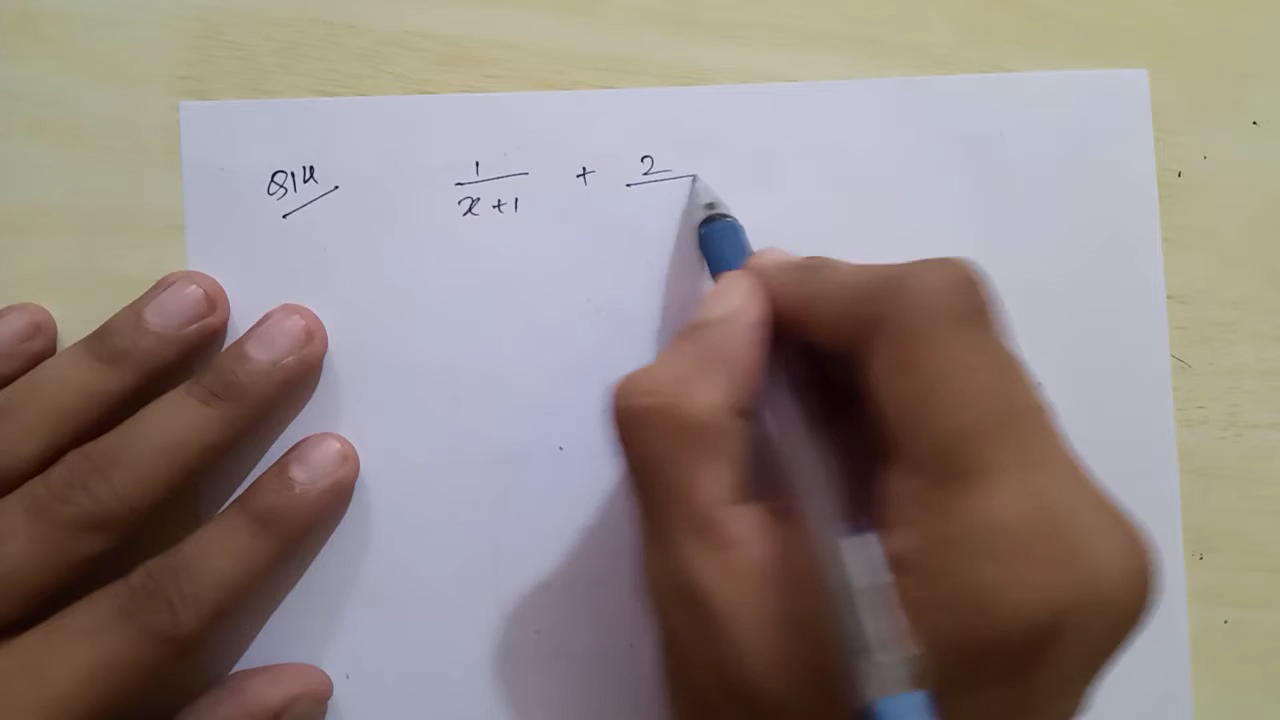 Q14 1/(x+1) + 2/